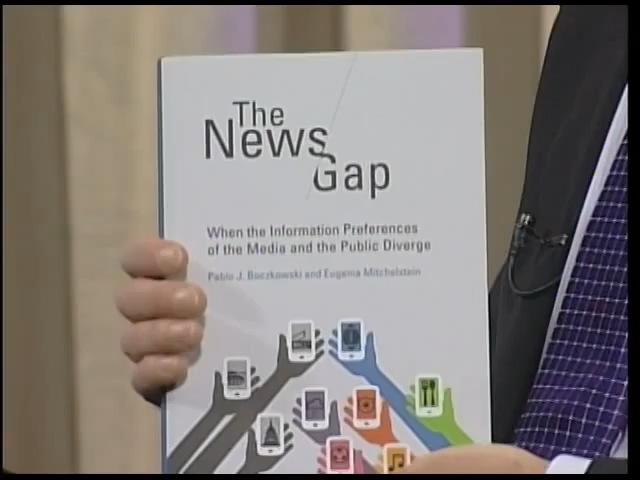 The
News
Gap
When the Information Preferences
of the Media and the Public Diverge
Pablo J. Boczkowski and Eugenia Mitchelstein